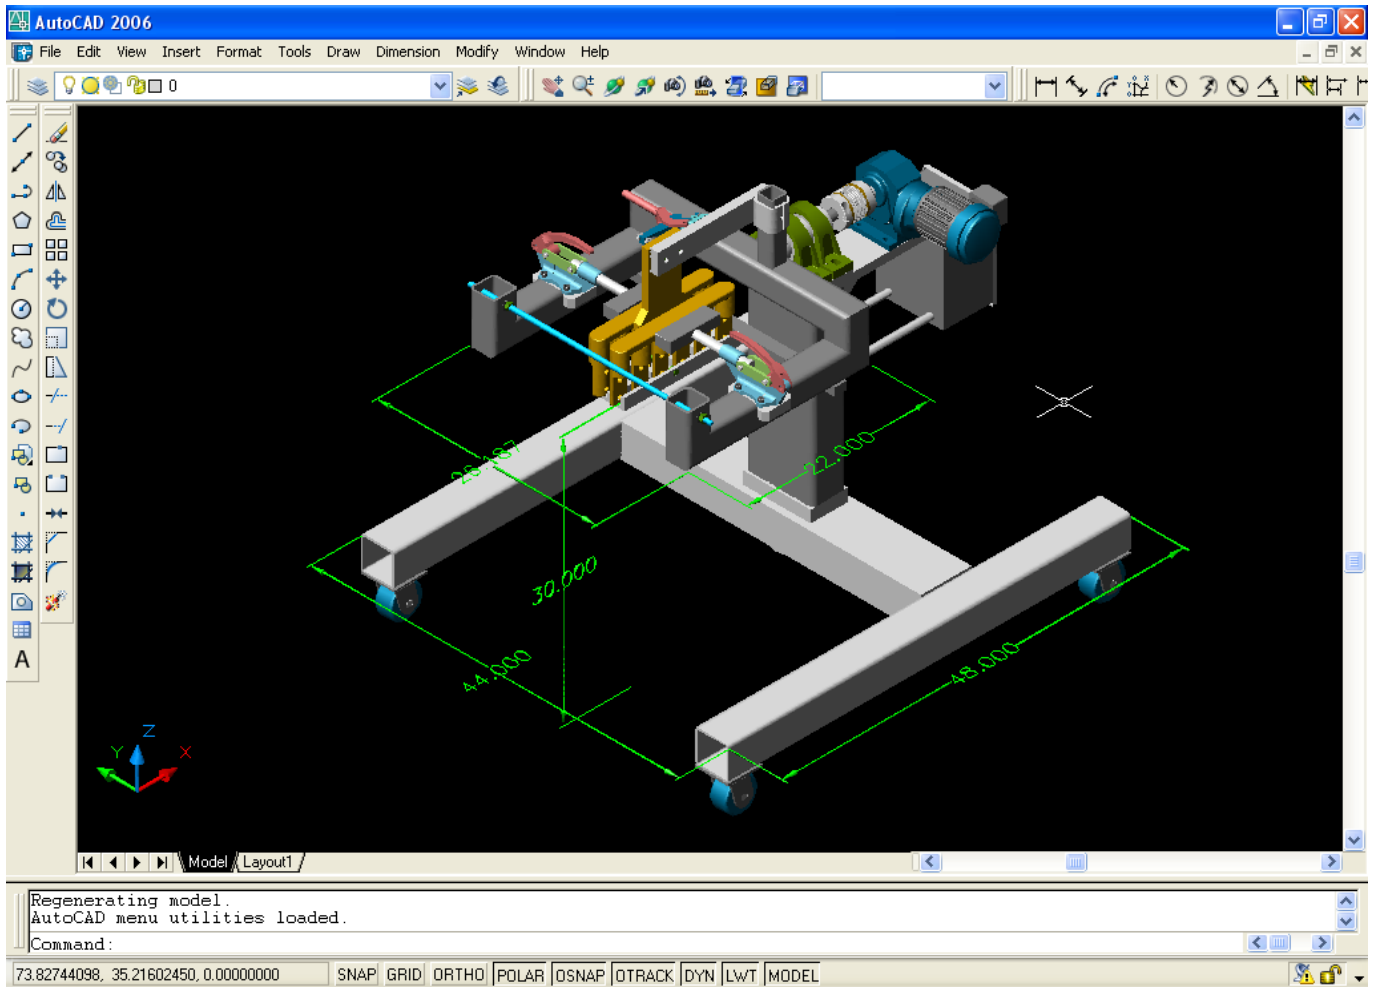 AutoCAD 2006
File Edit View Insert Format Tools Draw Dimension Modify Window Help
0
22.000
30.000
44.000
48.000
Z
Y X
A
Model Layout1
Regenerating model.
AutoCAD menu utilities loaded.
Command:
73.82744098, 35.21602450, 0.00000000 SNAP GRID ORTHO POLAR OSNAP OTRACK DYN LWT MODEL